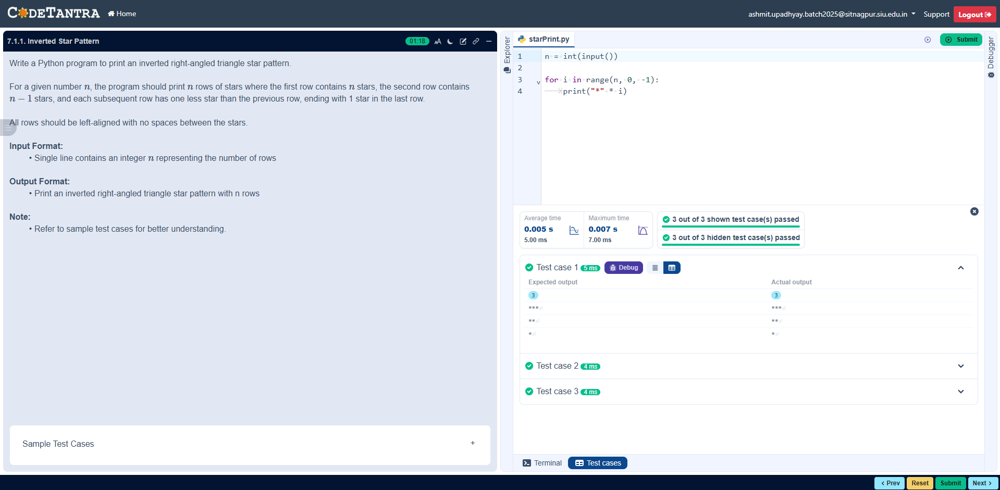 CODETANTRA
Home
ashmit.upadhyay.batch2025@sitnagpur.siu.edu.in
Support
Logout
7.1.1. Inverted Star Pattern
01:18
Write a Python program to print an inverted right-angled triangle star pattern.
For a given number n, the program should print n rows of stars where the first row contains n stars, the second row contains
n − 1 stars, and each subsequent row has one less star than the previous row, ending with 1 star in the last row.
All rows should be left-aligned with no spaces between the stars.
Input Format:
• Single line contains an integer n representing the number of rows
Output Format:
• Print an inverted right-angled triangle star pattern with n rows
Note:
• Refer to sample test cases for better understanding.
Sample Test Cases
+
Explorer
starPrint.py
Submit
Debugger
1 n = int(input())
2
3 for i in range(n, 0, -1):
4 print("*" * i)
Average time
0.005 s
5.00 ms
Maximum time
0.007 s
7.00 ms
3 out of 3 shown test case(s) passed
3 out of 3 hidden test case(s) passed
Test case 1 5 ms Debug
Expected output Actual output
3 3
*** ***
** **
* *
Test case 2 4 ms
Test case 3 4 ms
Terminal
Test cases
< Prev
Reset
Submit
Next >